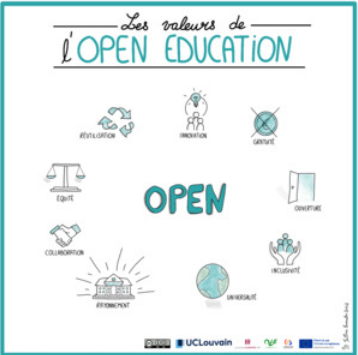 Les valeurs de
l'OPEN EDUCATION
RÉUTILISATION
INNOVATION
GRATUITÉ
ÉQUITÉ
OPEN
OUVERTURE
COLLABORATION
INCLUSIVITÉ
RAYONNEMENT
UNIVERSALITÉ
UCLouvain